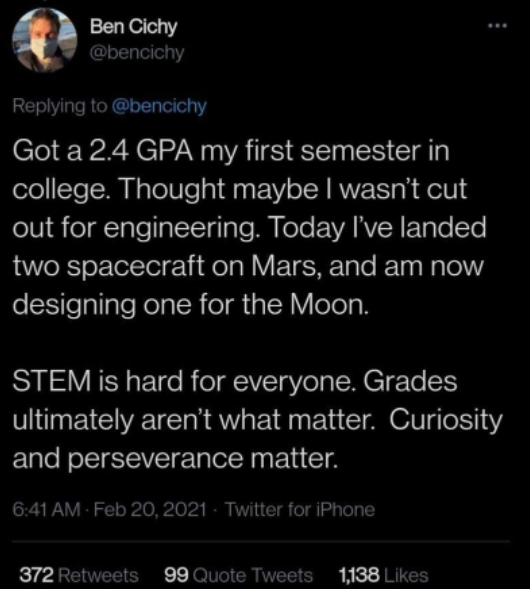 Ben Cichy
@bencichy
Replying to @bencichy
Got a 2.4 GPA my first semester in
college. Thought maybe I wasn't cut
out for engineering. Today I've landed
two spacecraft on Mars, and am now
designing one for the Moon.
STEM is hard for everyone. Grades
ultimately aren't what matter. Curiosity
and perseverance matter.
6:41 AM · Feb 20, 2021 · Twitter for iPhone
372 Retweets 99 Quote Tweets 1,138 Likes